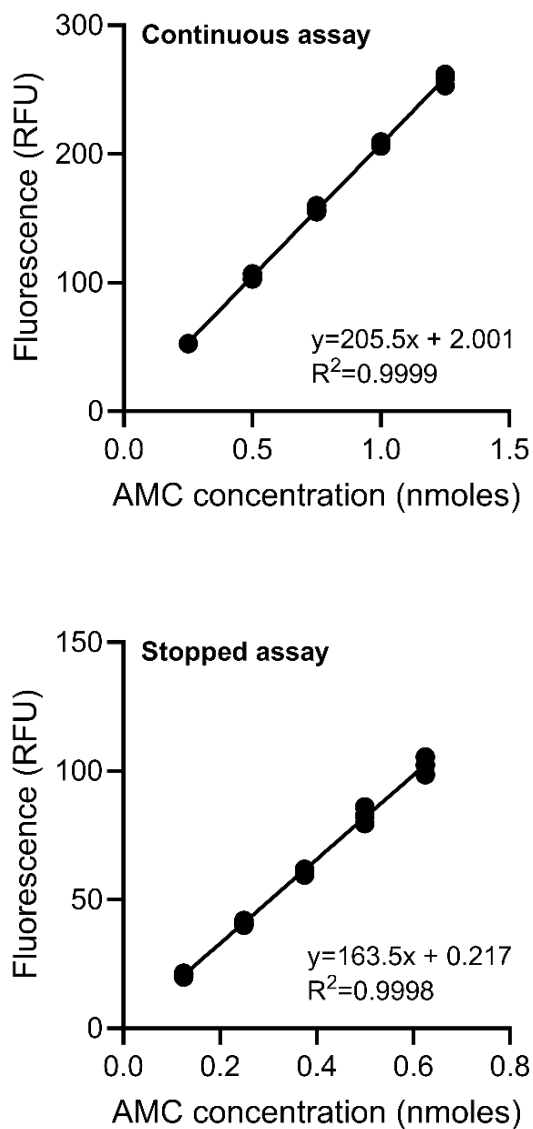 Continuous assay
Fluorescence (RFU)
300
200
100
0
y=205.5x + 2.001
R²=0.9999
0.0 0.5 1.0 1.5
AMC concentration (nmoles)
Stopped assay
Fluorescence (RFU)
150
100
50
0
y=163.5x + 0.217
R²=0.9998
0.0 0.2 0.4 0.6 0.8
AMC concentration (nmoles)